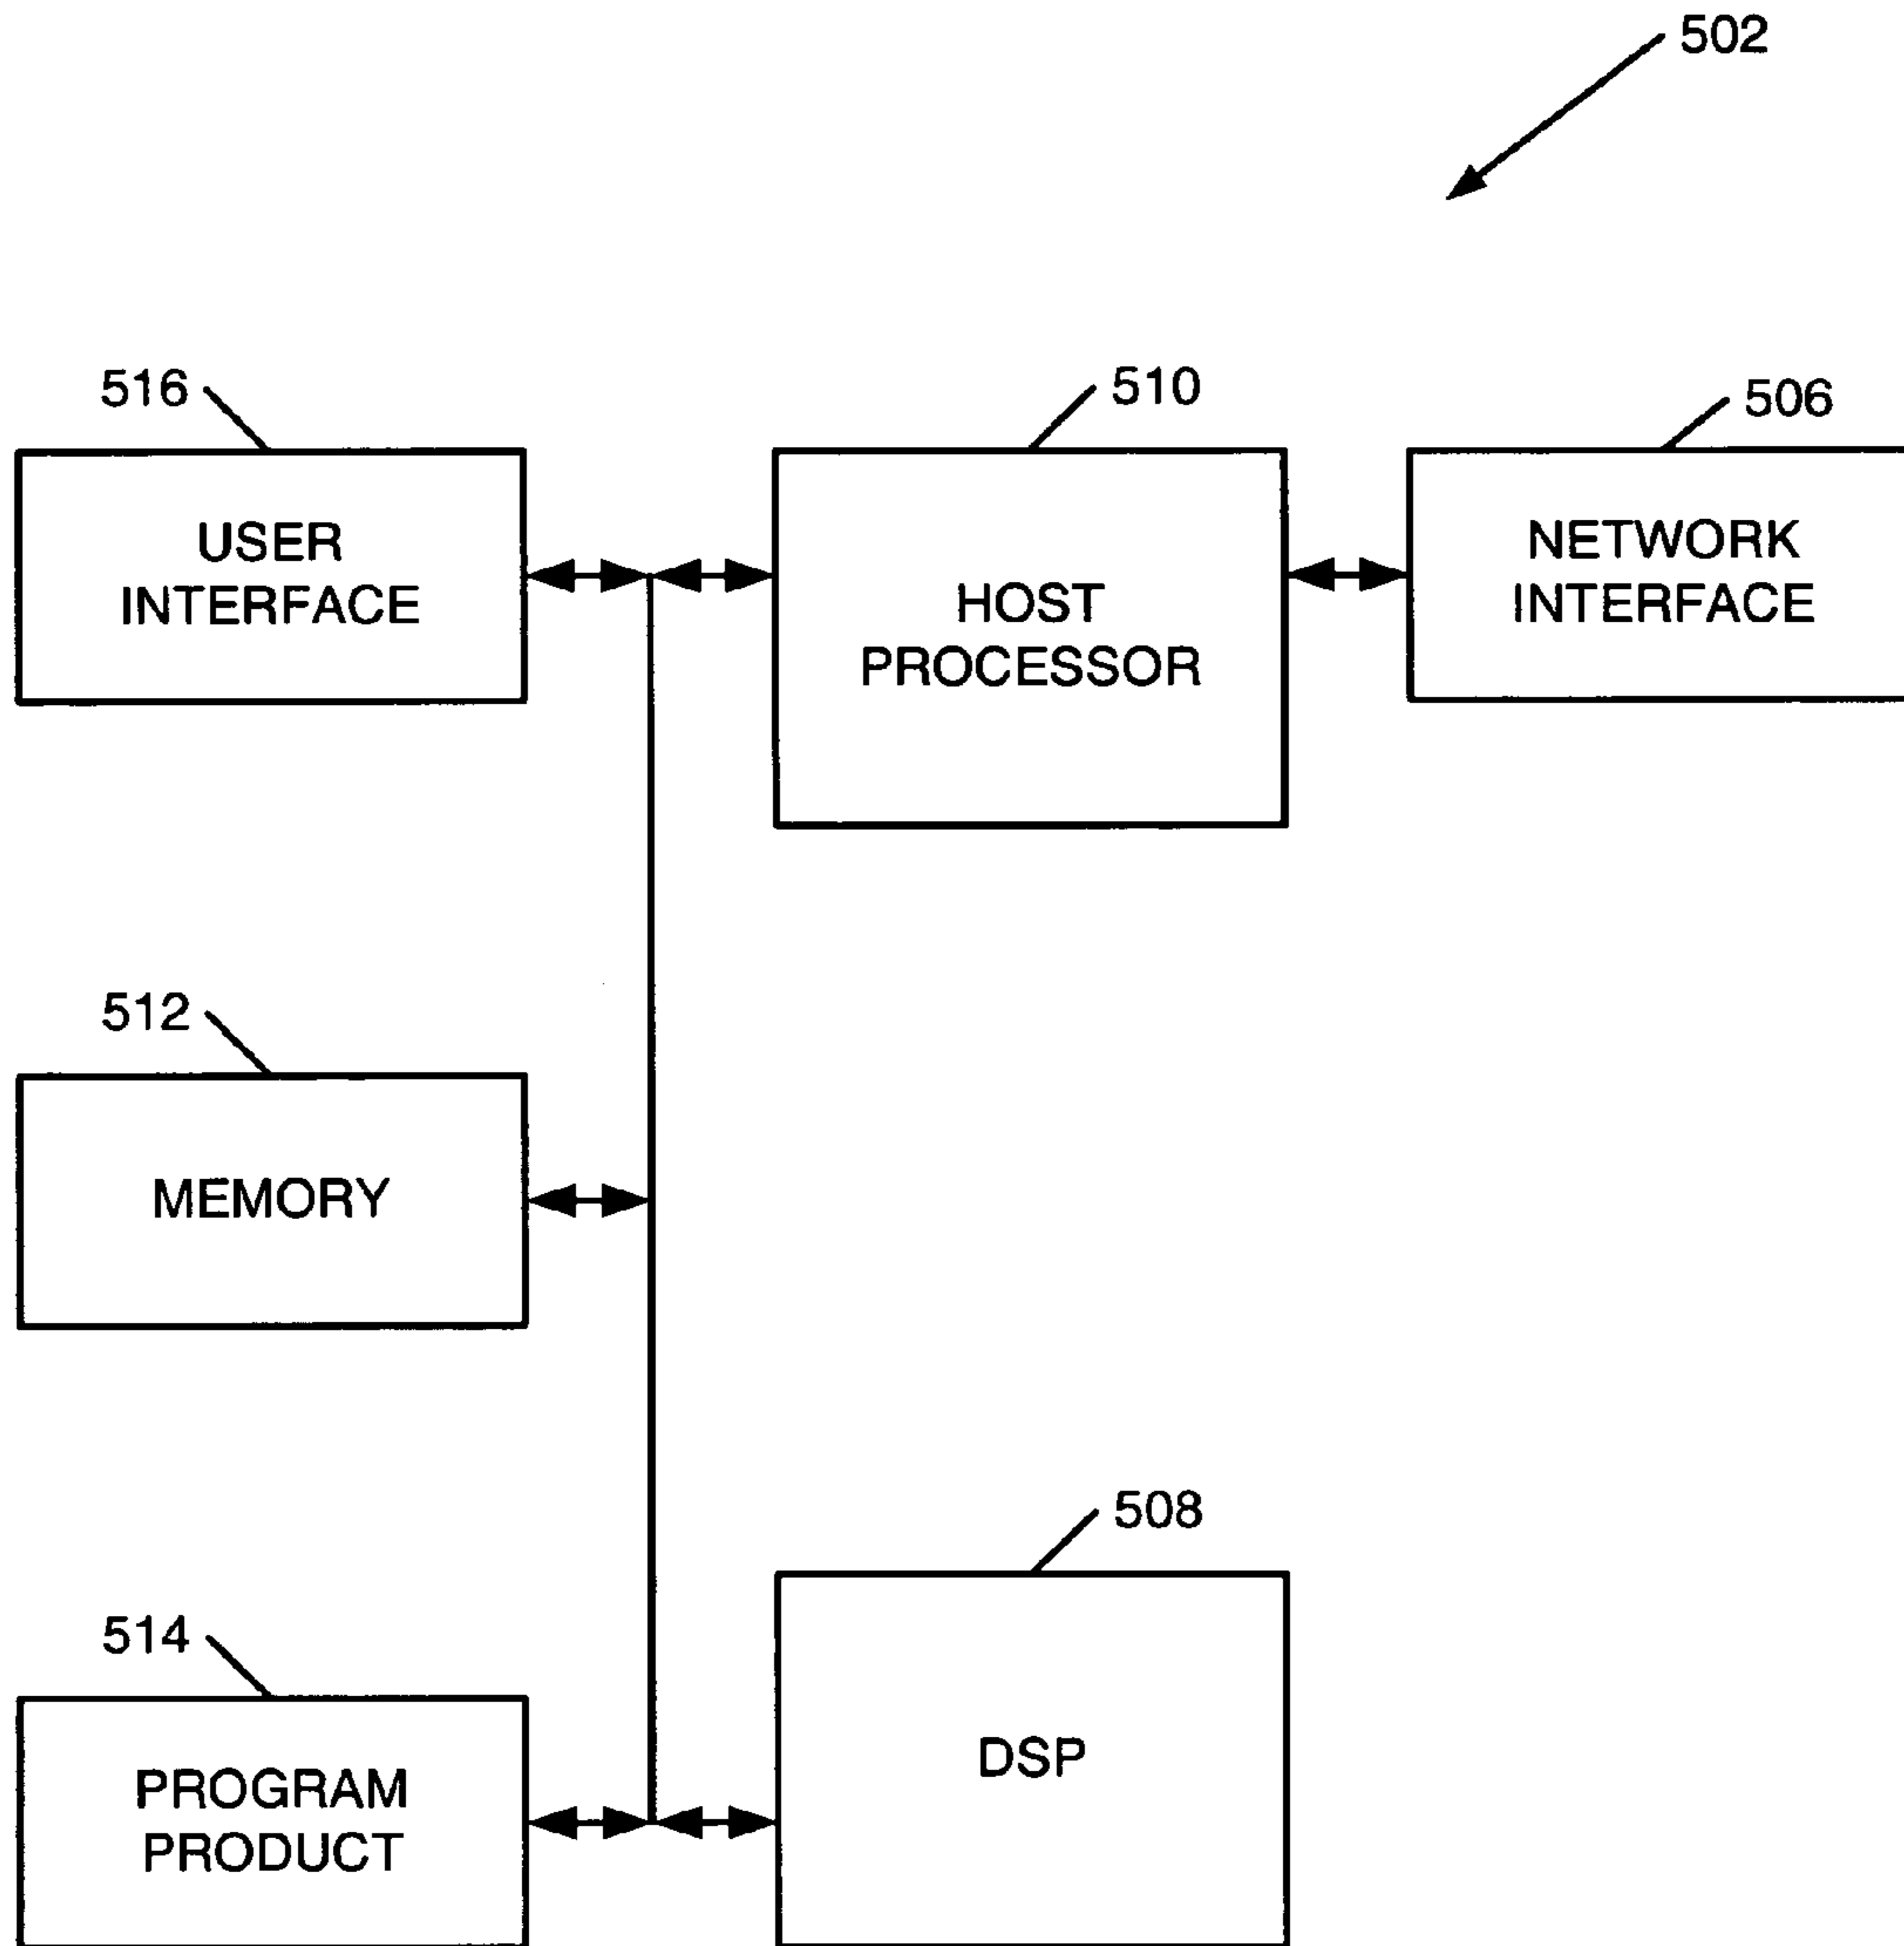 502
516
510
506
USER
INTERFACE
HOST
PROCESSOR
NETWORK
INTERFACE
512
MEMORY
508
514
DSP
PROGRAM
PRODUCT